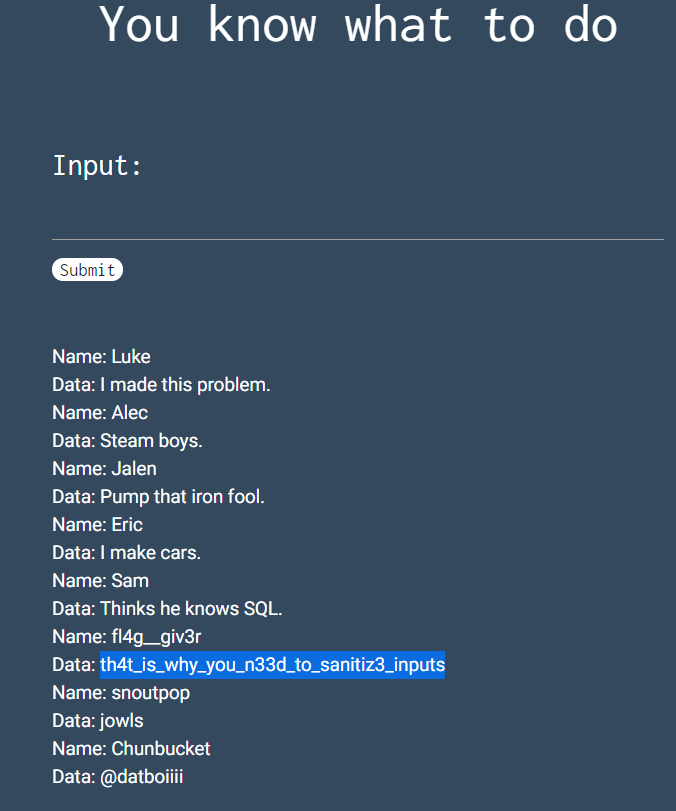 You know what to do
Input:
Submit
Name: Luke
Data: I made this problem.
Name: Alec
Data: Steam boys.
Name: Jalen
Data: Pump that iron fool.
Name: Eric
Data: I make cars.
Name: Sam
Data: Thinks he knows SQL.
Name: fl4g__giv3r
Data: th4t_is_why_you_n33d_to_sanitiz3_inputs
Name: snoutpop
Data: jowls
Name: Chunbucket
Data: @datboiiii